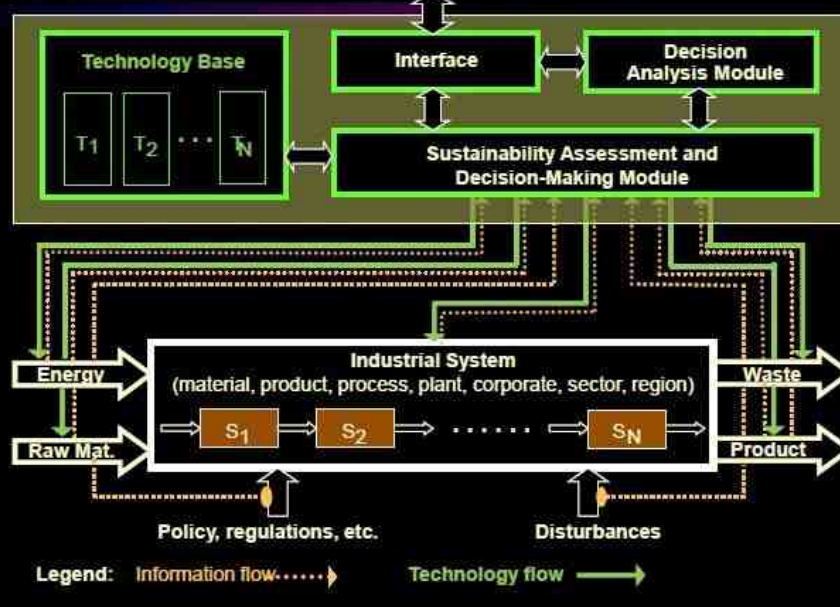 Technology Base
T1 T2 ... TN
Interface
Decision
Analysis Module
Sustainability Assessment and
Decision-Making Module
Energy
Raw Mat.
Industrial System
(material, product, process, plant, corporate, sector, region)
S1 S2 ...... SN
Waste
Product
Policy, regulations, etc.
Disturbances
Legend: Information flow Technology flow